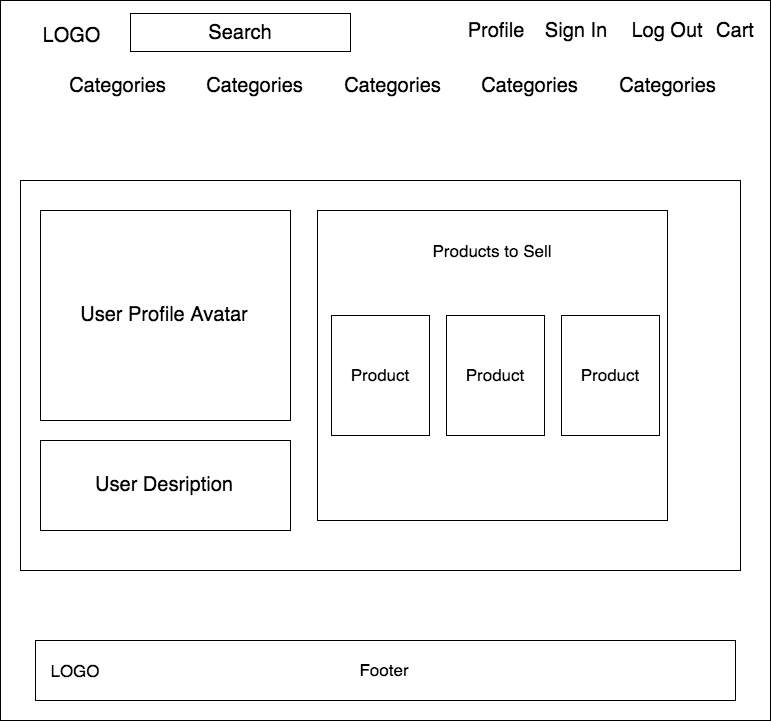 LOGO Search Profile Sign In Log Out Cart
Categories Categories Categories Categories Categories
Products to Sell
User Profile Avatar
Product Product Product
User Desription
LOGO Footer